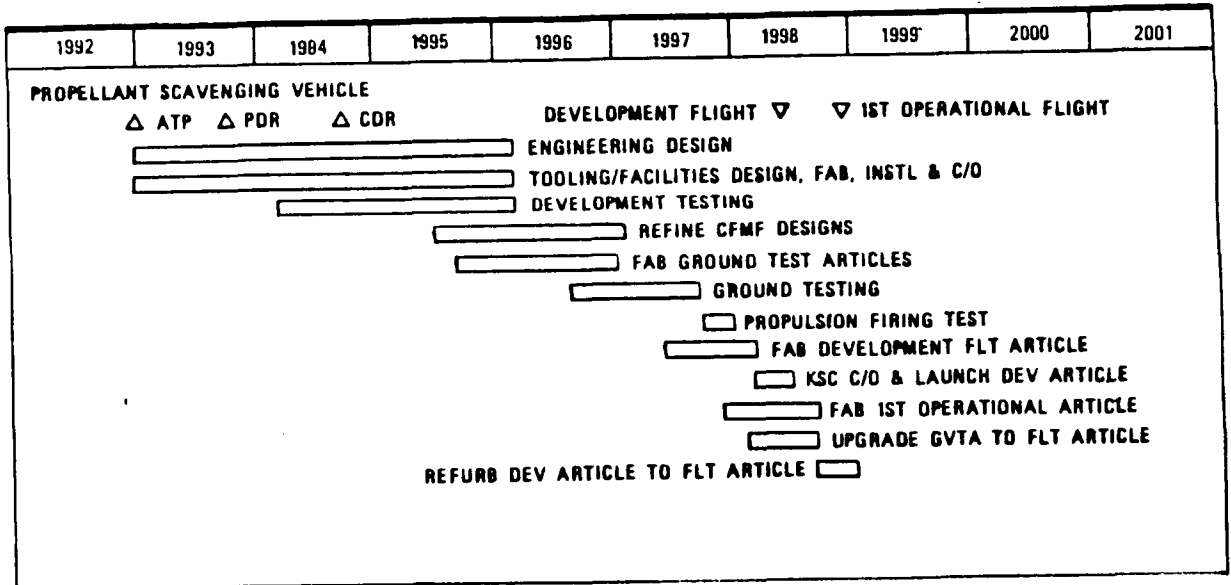 1992 1993 1984 1995 1996 1997 1998 1999 2000 2001
PROPELLANT SCAVENGING VEHICLE
△ ATP △ PDR △ CDR DEVELOPMENT FLIGHT ▽ ▽ 1ST OPERATIONAL FLIGHT
ENGINEERING DESIGN
TOOLING/FACILITIES DESIGN, FAB, INSTL & C/O
DEVELOPMENT TESTING
REFINE CFMF DESIGNS
FAB GROUND TEST ARTICLES
GROUND TESTING
PROPULSION FIRING TEST
FAB DEVELOPMENT FLT ARTICLE
KSC C/O & LAUNCH DEV ARTICLE
FAB 1ST OPERATIONAL ARTICLE
UPGRADE GVTA TO FLT ARTICLE
REFURB DEV ARTICLE TO FLT ARTICLE